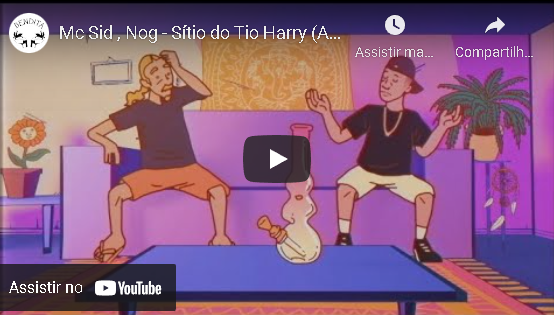 BENDITA
Mc Sid , Nog - Sítio do Tio Harry (A...
Assistir ma...
Compartilh...
Assistir no YouTube